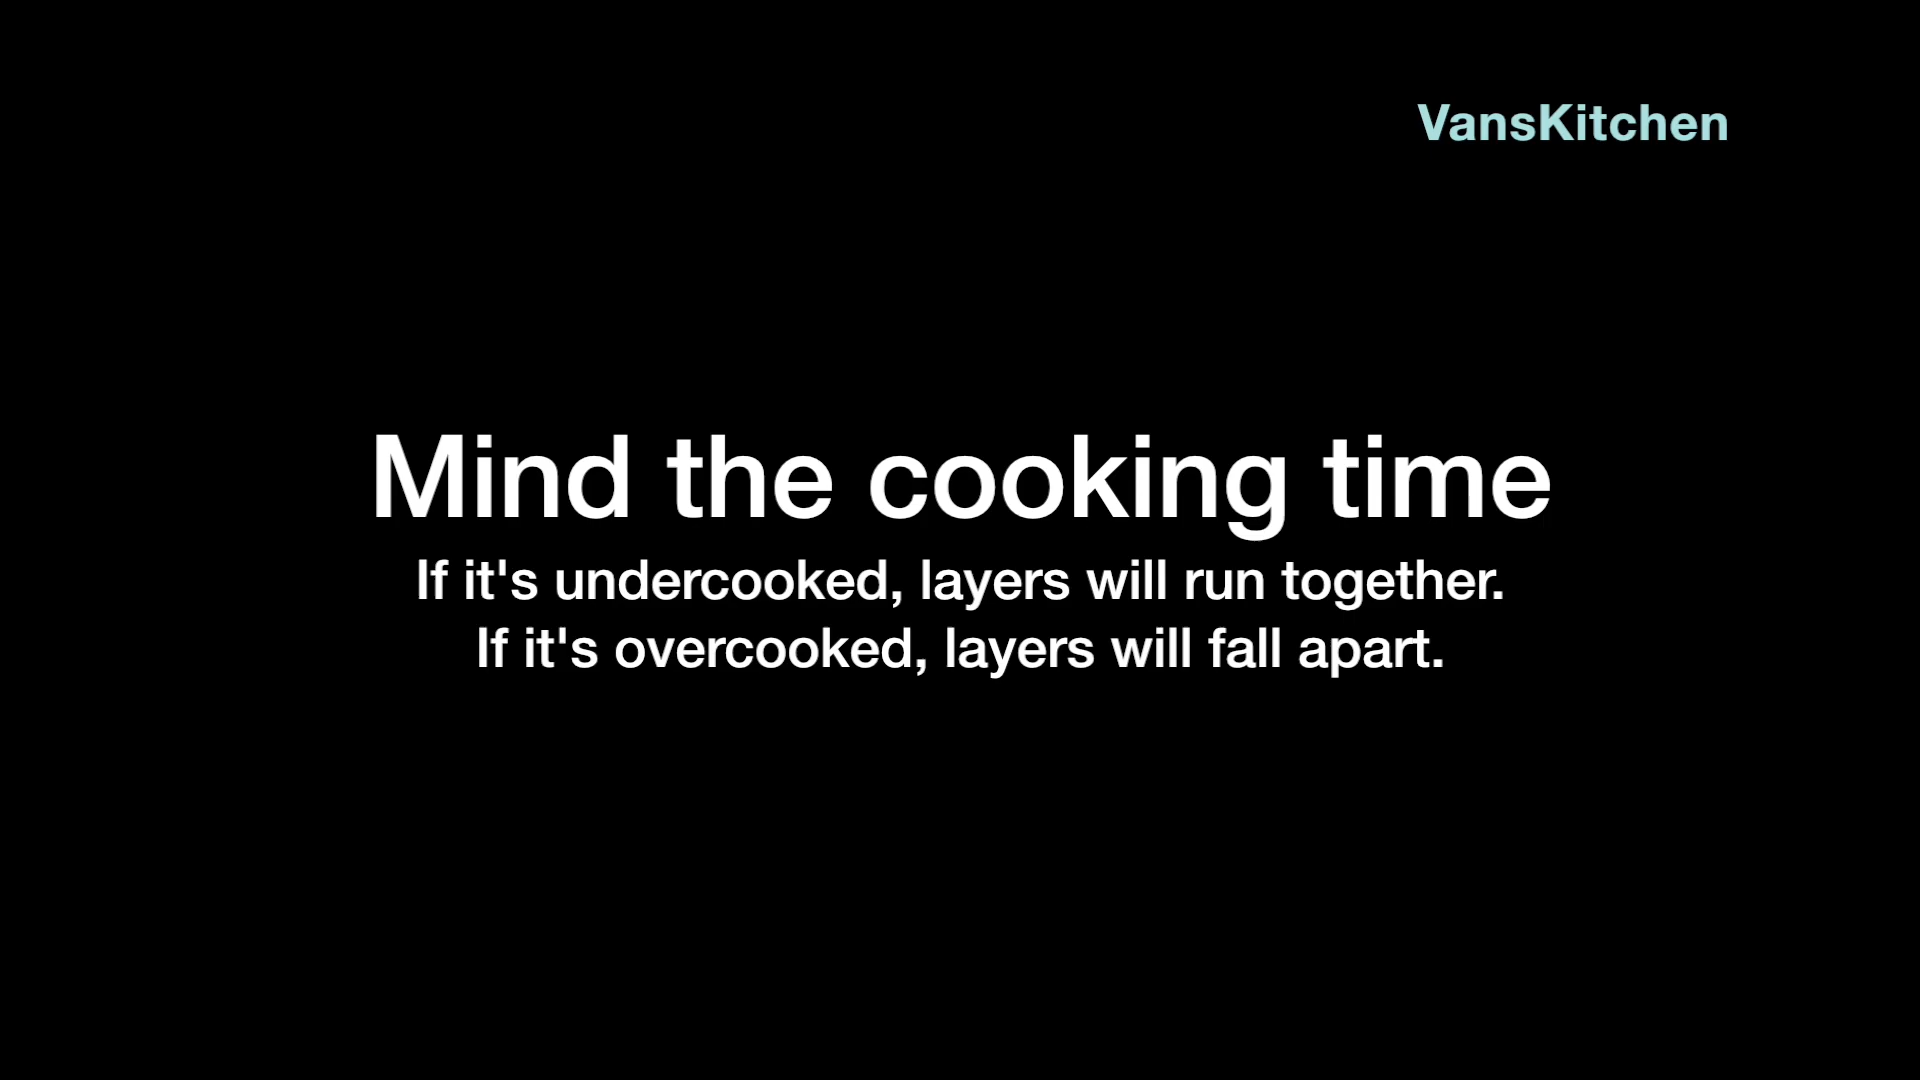 VansKitchen
Mind the cooking time
If it's undercooked, layers will run together.
If it's overcooked, layers will fall apart.